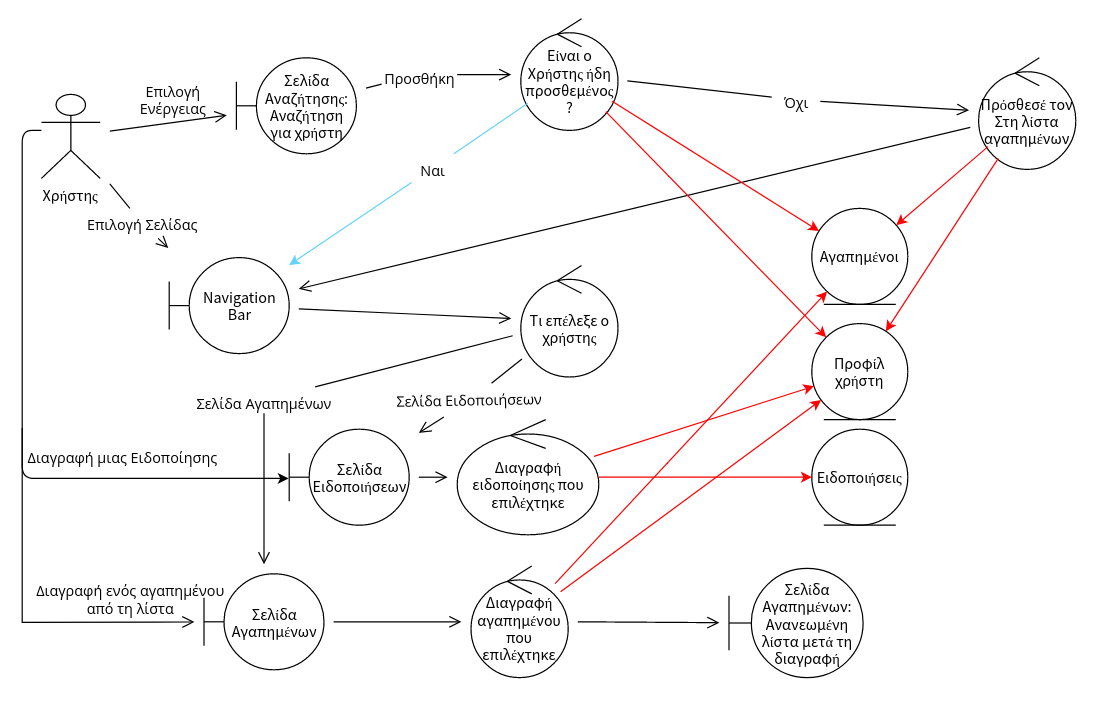 Είναι ο
Χρήστης ήδη
προσθεμένος
?
Σελίδα
Αναζήτησης:
Αναζήτηση
για χρήστη
Προσθήκη
Επιλογή
Ενέργειας
Όχι
Πρόσθεσέ τον
Στη λίστα
αγαπημένων
Ναι
Χρήστης
Επιλογή Σελίδας
Αγαπημένοι
Navigation
Bar
Τι επέλεξε ο
χρήστης
Προφίλ
χρήστη
Σελίδα Αγαπημένων
Σελίδα Ειδοποιήσεων
Διαγραφή μιας Ειδοποίησης
Σελίδα
Ειδοποιήσεων
Διαγραφή
ειδοποίησης που
επιλέχτηκε
Ειδοποιήσεις
Διαγραφή ενός αγαπημένου
από τη λίστα
Σελίδα
Αγαπημένων
Διαγραφή
αγαπημένου
που
επιλέχτηκε
Σελίδα
Αγαπημένων:
Ανανεωμένη
λίστα μετά τη
διαγραφή